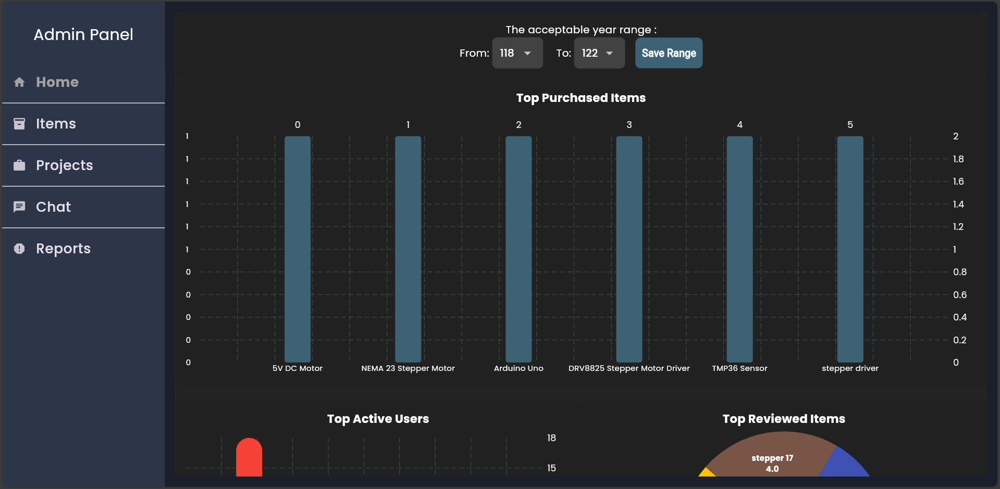 Admin Panel
Home
Items
Projects
Chat
Reports
The acceptable year range :
From: 118 To: 122 Save Range
Top Purchased Items
0 1 2 3 4 5
1 2
1 1.8
1 1.6
1 1.4
1 1.2
1 1
0 0.8
0 0.6
0 0.4
0 0.2
0 0
5V DC Motor NEMA 23 Stepper Motor Arduino Uno DRV8825 Stepper Motor Driver TMP36 Sensor stepper driver
Top Active Users
18
15
Top Reviewed Items
stepper 17
4.0